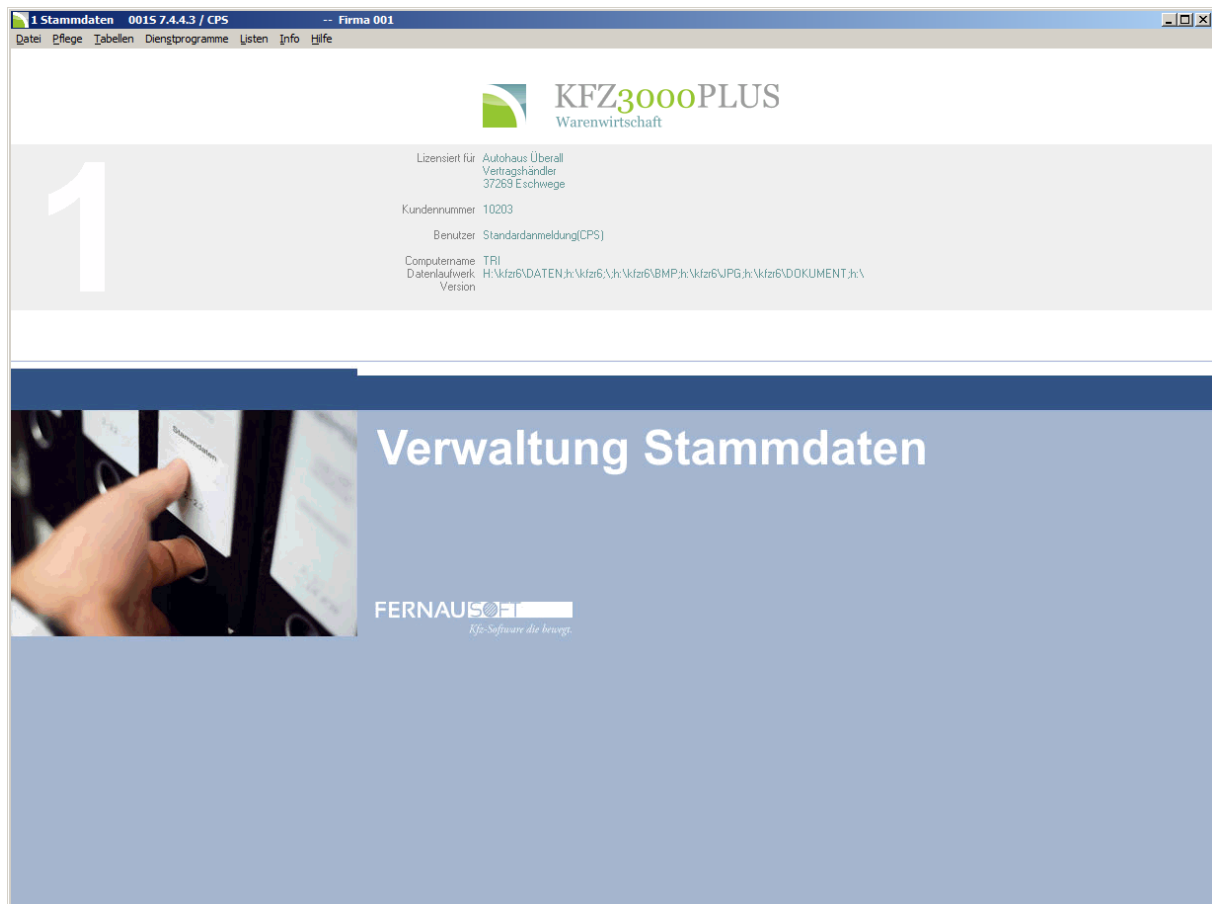 1 Stammdaten 001S 7.4.4.3 / CPS -- Firma 001
Datei Pflege Tabellen Dienstprogramme Listen Info Hilfe
KFZ3000PLUS
Warenwirtschaft
1
Lizensiert für Autohaus Überall
Vertragshändler
37269 Eschwege
Kundennummer 10203
Benutzer Standardanmeldung(CPS)
Computername TRI
Datenlaufwerk H:\kfzr6\DATEN;h:\kfzr6;\;h:\kfzr6\BMP;h:\kfzr6\JPG;h:\kfzr6\DOKUMENT;h:\
Version
Stammdaten
Verwaltung Stammdaten
FERNAUSOFT
Kfz-Software die bewegt.